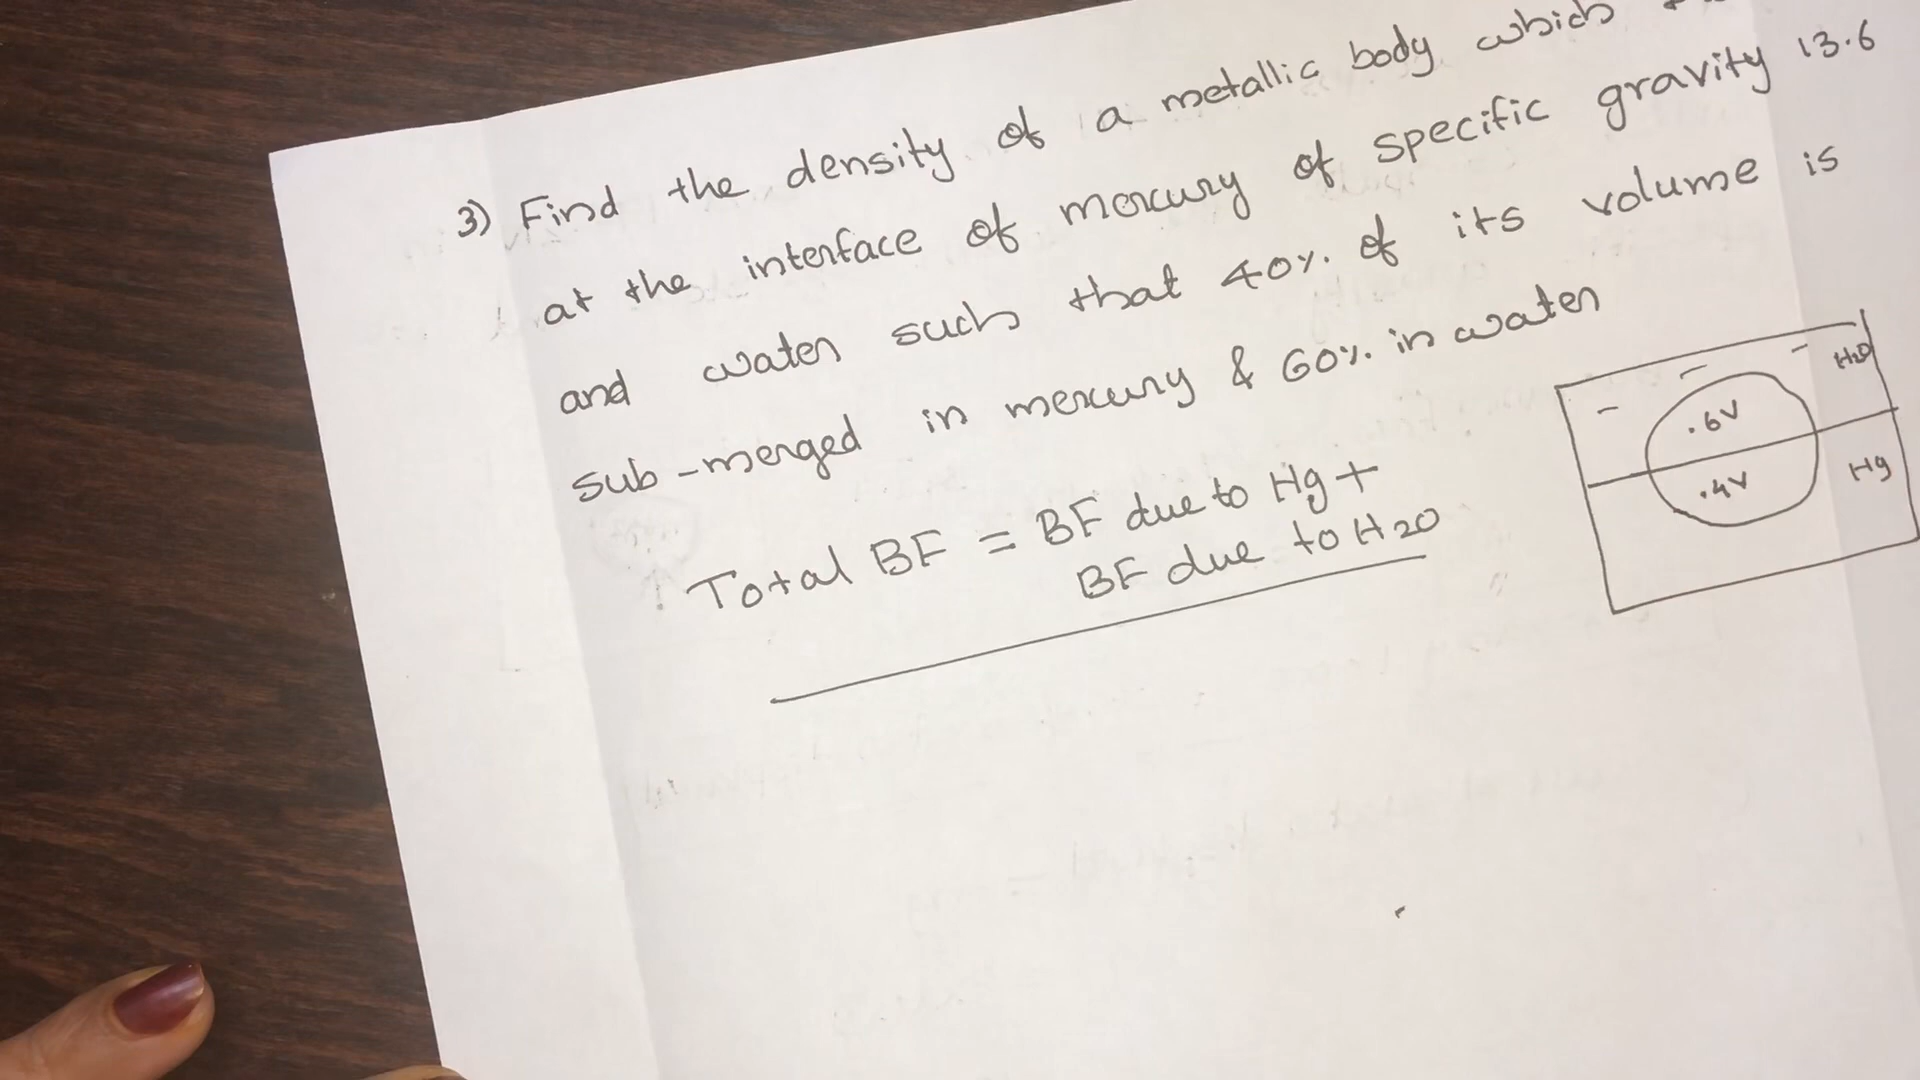 3) Find the density of a metallic body which
at the interface of mercury of specific gravity 13.6
and water such that 40%. of its volume is
sub-merged in mercury & 60%. in water
Total BF = BF due to Hg +
BF due to H20
H20
.6V
.4V
Hg